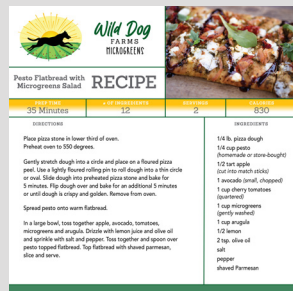 Wild Dog
FARMS
MICROGREENS
Pesto Flatbread with
Microgreens Salad
RECIPE
PREP TIME
# OF INGREDIENTS
SERVINGS
CALORIES
35 Minutes
12
2
830
DIRECTIONS
Place pizza stone in lower third of oven.
Preheat oven to 550 degrees.
Gently stretch dough into a circle and place on a floured pizza
peel. Use a lightly floured rolling pin to roll dough into a thin circle
or oval. Slide dough into preheated pizza stone and bake for
5 minutes. Flip dough over and bake for an additional 5 minutes
or until dough is crispy and golden. Remove from oven.
Spread pesto onto warm flatbread.
In a large bowl, toss together apple, avocado, tomatoes,
microgreens and arugula. Drizzle with lemon juice and olive oil
and sprinkle with salt and pepper. Toss together and spoon over
pesto topped flatbread. Top flatbread with shaved parmesan,
slice and serve.
INGREDIENTS
1/4 lb. pizza dough
1/4 cup pesto
(homemade or store-bought)
1/2 tart apple
(cut into match sticks)
1 avocado (small, chopped)
1 cup cherry tomatoes
(quartered)
1 cup microgreens
(gently washed)
1 cup arugula
1/2 lemon
2 tsp. olive oil
salt
pepper
shaved Parmesan